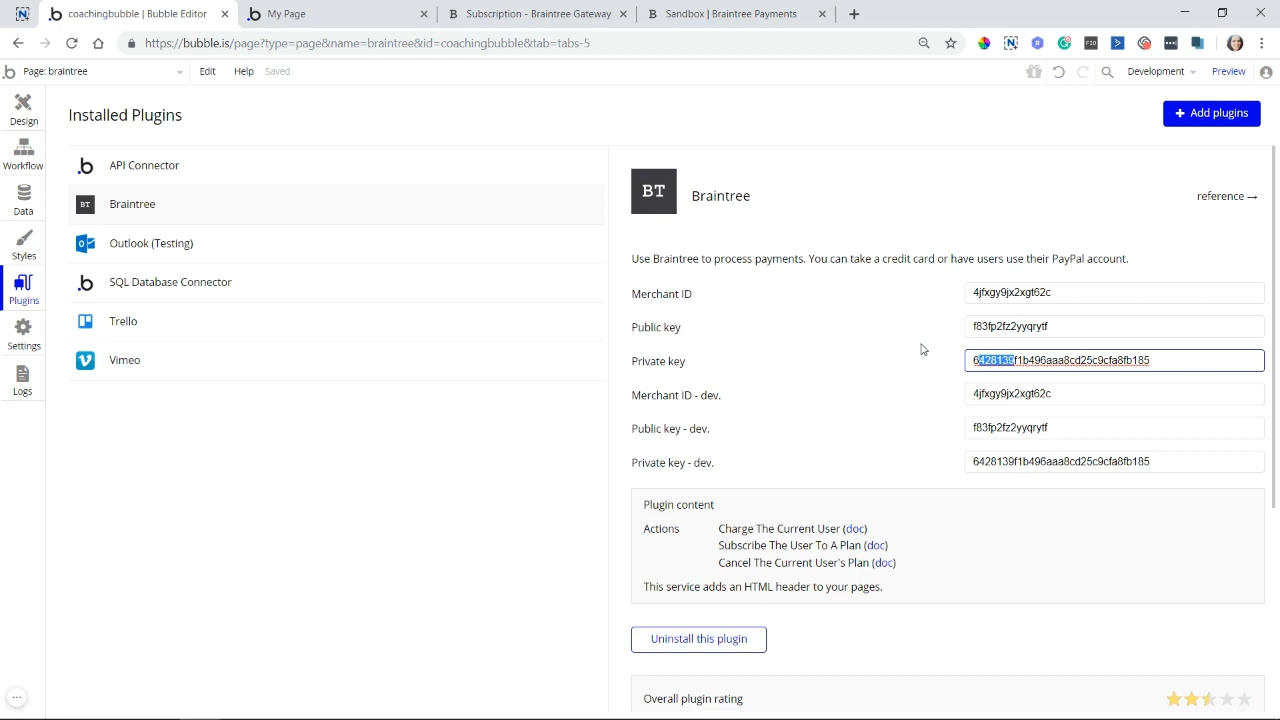 coachingbubble | Bubble Editor
My Page
Subscription - Braintree Gateway
Sandbox | Braintree Payments
https://bubble.is/page?type=page&name=braintree&id=coachingbubble&tab=tabs-5
Page: braintree
Edit
Help
Saved
Development
Preview
Design
Workflow
Data
Styles
Plugins
Settings
Logs
Installed Plugins
+ Add plugins
API Connector
BT Braintree
Outlook (Testing)
SQL Database Connector
Trello
Vimeo
BT
Braintree
reference →
Use Braintree to process payments. You can take a credit card or have users use their PayPal account.
Merchant ID
4jfxgy9jx2xgt62c
Public key
f83fp2fz2yyqrytf
Private key
6428139f1b496aaa8cd25c9cfa8fb185
Merchant ID - dev.
4jfxgy9jx2xgt62c
Public key - dev.
f83fp2fz2yyqrytf
Private key - dev.
6428139f1b496aaa8cd25c9cfa8fb185
Plugin content
Actions
Charge The Current User (doc)
Subscribe The User To A Plan (doc)
Cancel The Current User's Plan (doc)
This service adds an HTML header to your pages.
Uninstall this plugin
Overall plugin rating